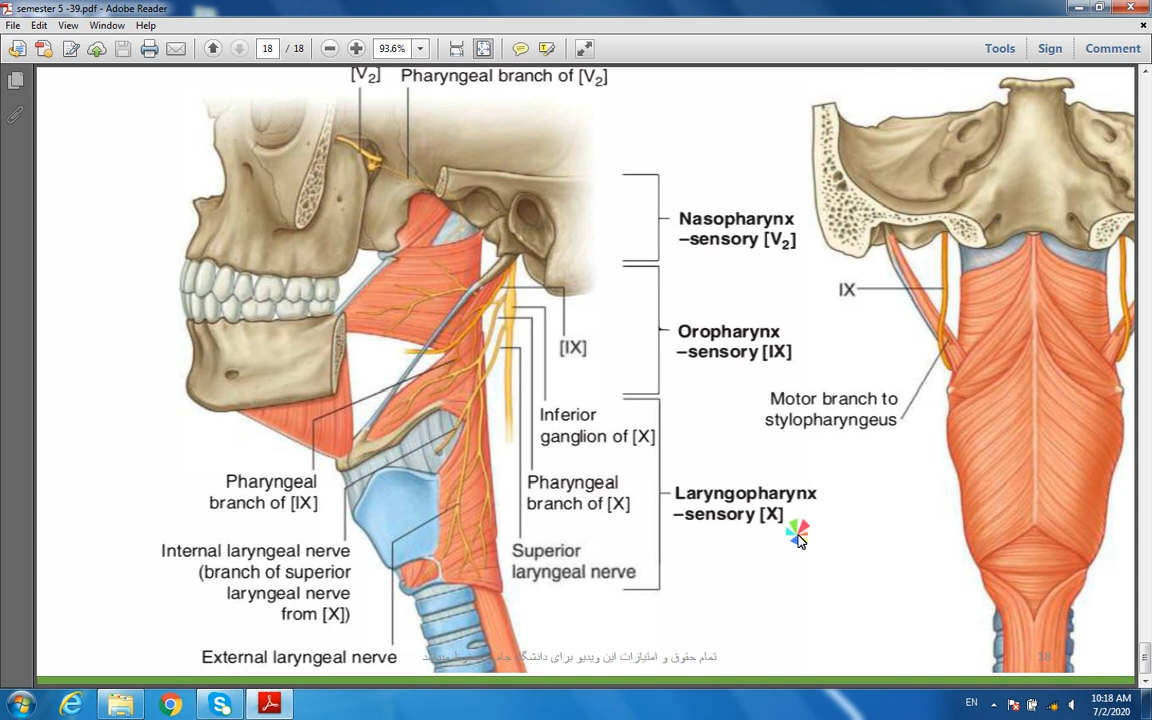 semester 5 -39.pdf - Adobe Reader
File Edit View Window Help
18 / 18 93.6% Tools Sign Comment
[V2] Pharyngeal branch of [V2]
Nasopharynx
–sensory [V2]
IX
Oropharynx
–sensory [IX]
[IX]
Motor branch to
stylopharyngeus
Inferior
ganglion of [X]
Pharyngeal
branch of [IX]
Pharyngeal
branch of [X]
Laryngopharynx
–sensory [X]
Internal laryngeal nerve
(branch of superior
laryngeal nerve
from [X])
Superior
laryngeal nerve
External laryngeal nerve
تمام حقوق و امتیازات این ویدیو برای دانشگاه
18
EN
10:18 AM
7/2/2020